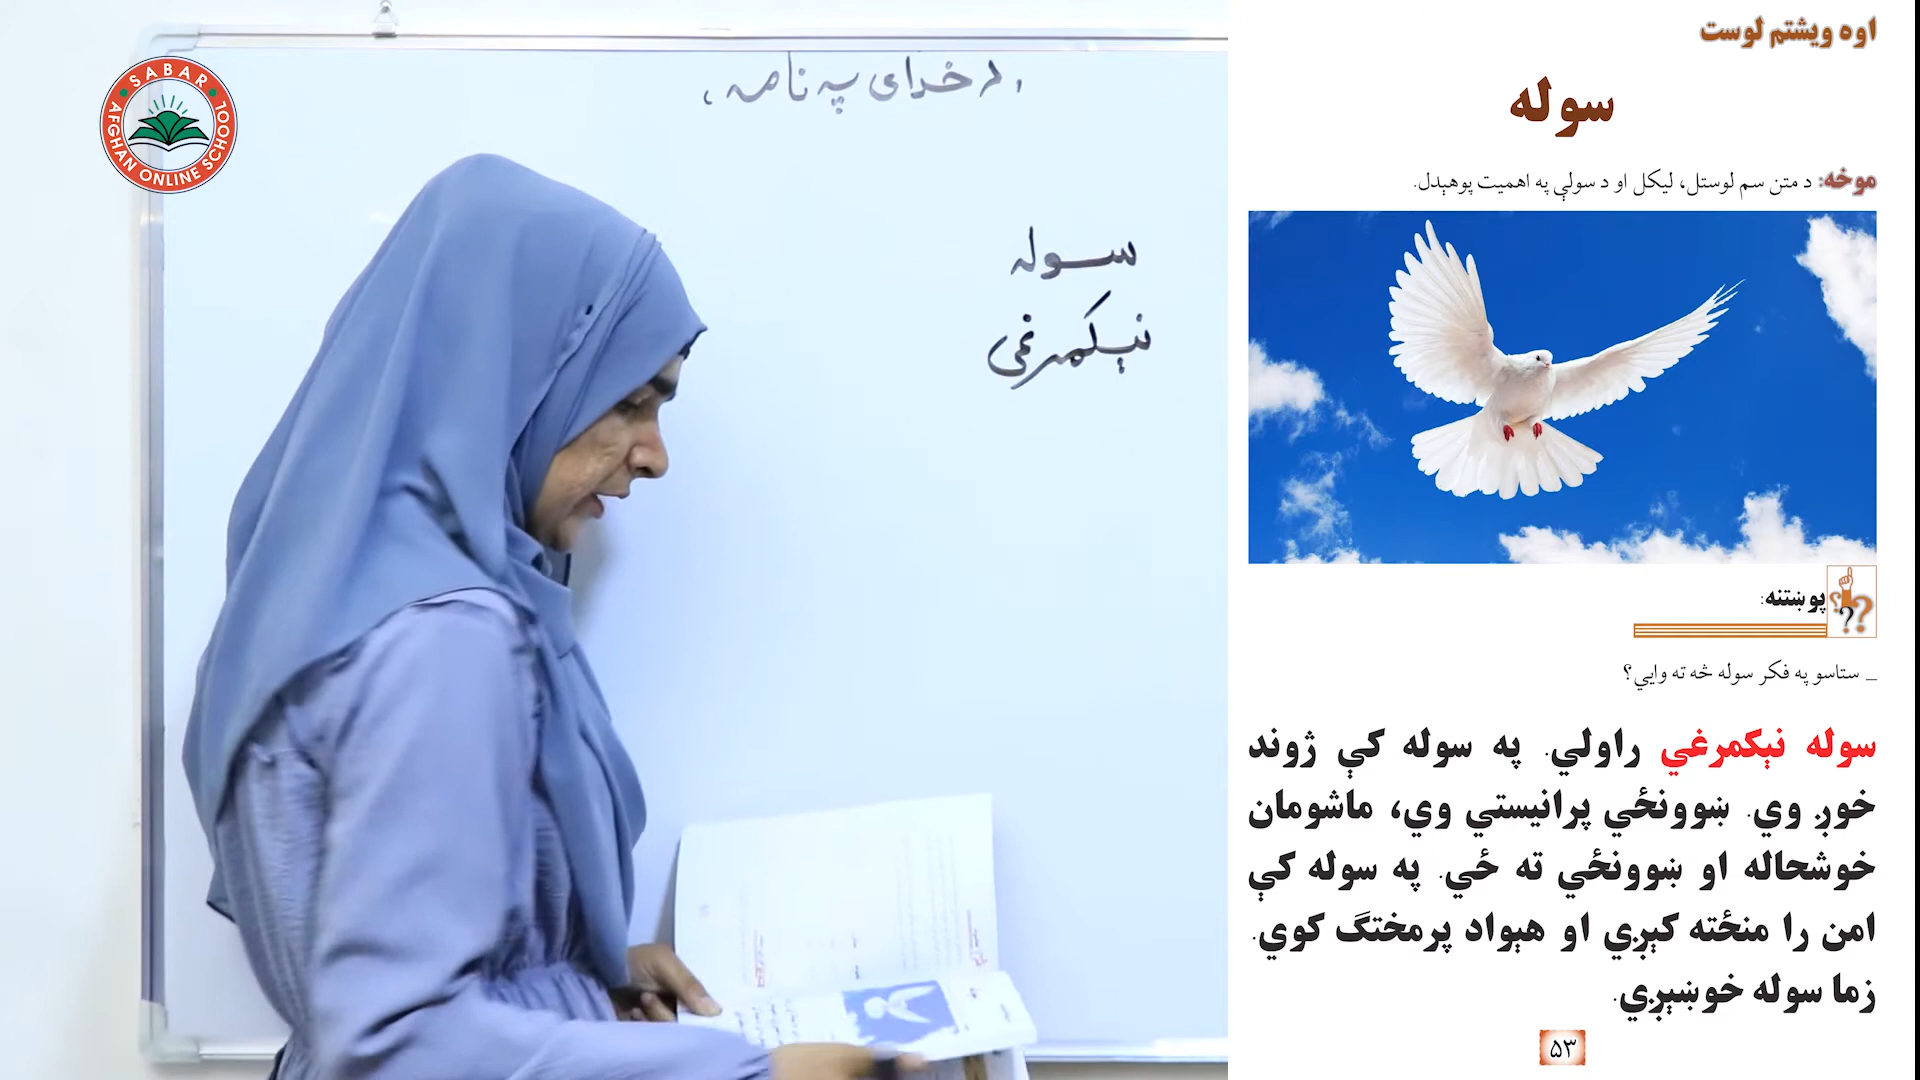 SABAR
AFGHAN ONLINE SCHOOL
د خدای په نامه
سوله
نېکمرغي
اوه ویشتم لوست
سوله
موخه: د متن سم لوستل، لیکل او د سولې په اهمیت پوهېدل.
پوښتنه:
_ ستاسو په فکر سوله څه ته وايي؟
سوله نېکمرغي راولي. په سوله کې ژوند
خوږ وي. ښوونځي پرانیستي وي، ماشومان
خوشحاله او ښوونځي ته ځي. په سوله کې
امن را منځته کېږي او هېواد پرمختګ کوي.
زما سوله خوښېږي.
۵۳